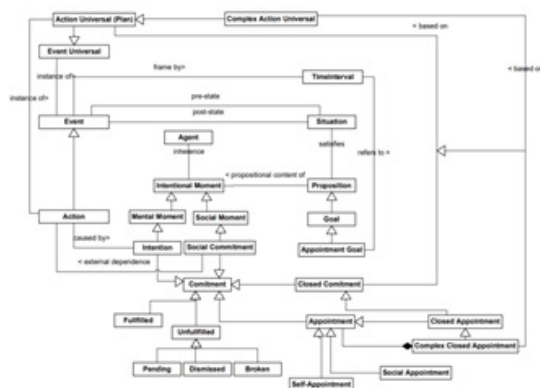 Action Universal (Plan)
Complex Action Universal
< based on
Event Universal
< based on
frame by>
TimeInterval
instance of>
instance of>
pre-state
post-state
Event
Situation
Agent
inherence
satisfies
refers to >
< propositional content of
Intentional Moment
Proposition
Mental Moment
Social Moment
Goal
Action
caused by>
Intention
Social Commitment
Appointment Goal
< external dependence
Comitment
Closed Comitment
Fullfilled
Unfullfilled
Appointment
Closed Appointment
Complex Closed Appointment
Pending
Dismissed
Broken
Social Appointment
Self-Appointment